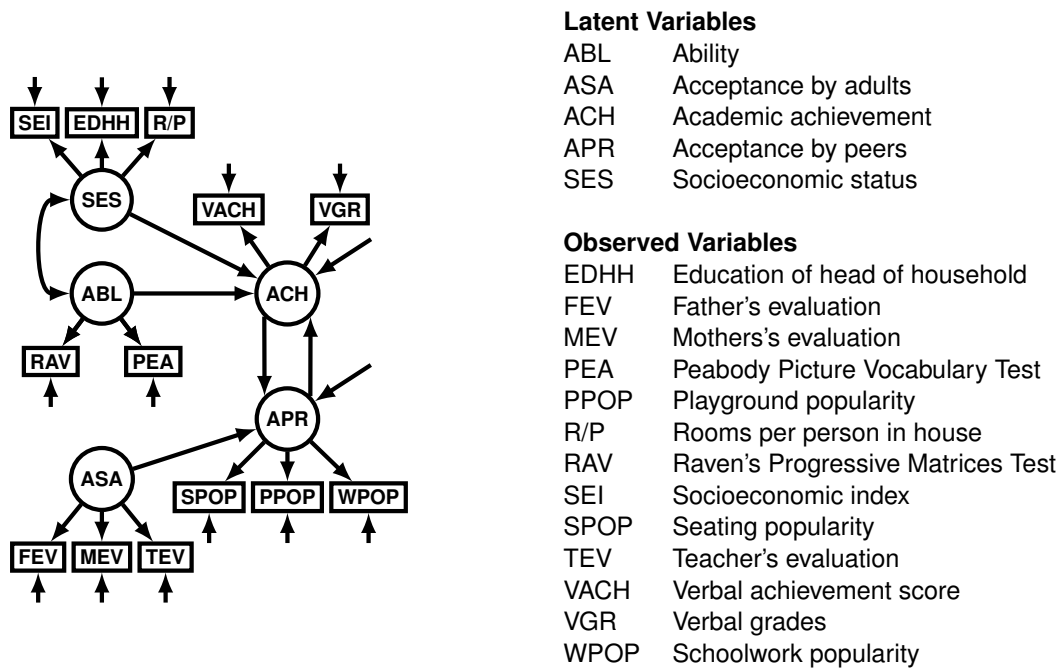 SEI EDHH R/P
SES
VACH VGR
ABL ACH
RAV PEA
APR
ASA
SPOP PPOP WPOP
FEV MEV TEV
Latent Variables
ABL Ability
ASA Acceptance by adults
ACH Academic achievement
APR Acceptance by peers
SES Socioeconomic status
Observed Variables
EDHH Education of head of household
FEV Father's evaluation
MEV Mothers's evaluation
PEA Peabody Picture Vocabulary Test
PPOP Playground popularity
R/P Rooms per person in house
RAV Raven's Progressive Matrices Test
SEI Socioeconomic index
SPOP Seating popularity
TEV Teacher's evaluation
VACH Verbal achievement score
VGR Verbal grades
WPOP Schoolwork popularity